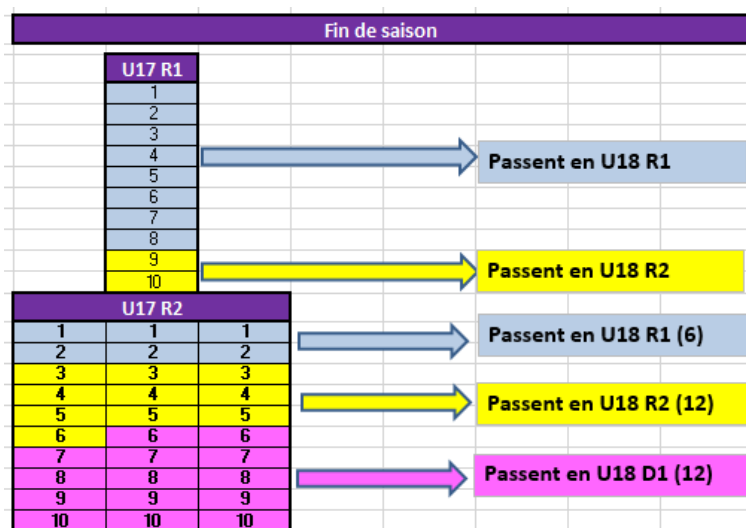 Fin de saison
U17 R1
1
2
3
4
Passent en U18 R1
5
6
7
8
9
Passent en U18 R2
10
U17 R2
1 1 1
Passent en U18 R1 (6)
2 2 2
3 3 3
4 4 4
Passent en U18 R2 (12)
5 5 5
6 6 6
7 7 7
8 8 8
Passent en U18 D1 (12)
9 9 9
10 10 10